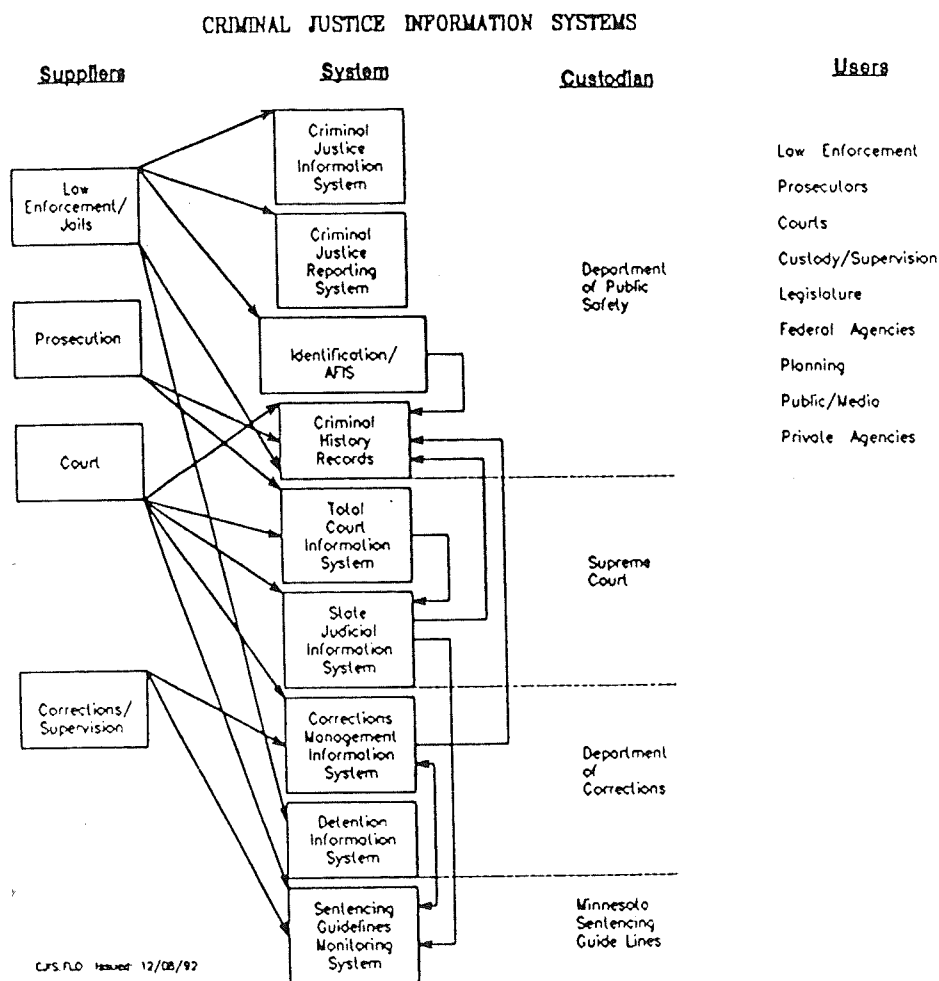 CRIMINAL JUSTICE INFORMATION SYSTEMS
Suppliers
System
Custodian
Users
Law
Enforcement/
Jails
Prosecution
Court
Corrections/
Supervision
Criminal
Justice
Information
System
Criminal
Justice
Reporting
System
Identification/
AFIS
Criminal
History
Records
Total
Court
Information
System
State
Judicial
Information
System
Corrections
Management
Information
System
Detention
Information
System
Sentencing
Guidelines
Monitoring
System
Department
of Public
Safety
Supreme
Court
Department
of
Corrections
Minnesota
Sentencing
Guide Lines
Law Enforcement
Prosecutors
Courts
Custody/Supervision
Legislature
Federal Agencies
Planning
Public/Media
Private Agencies
Issued 12/08/92